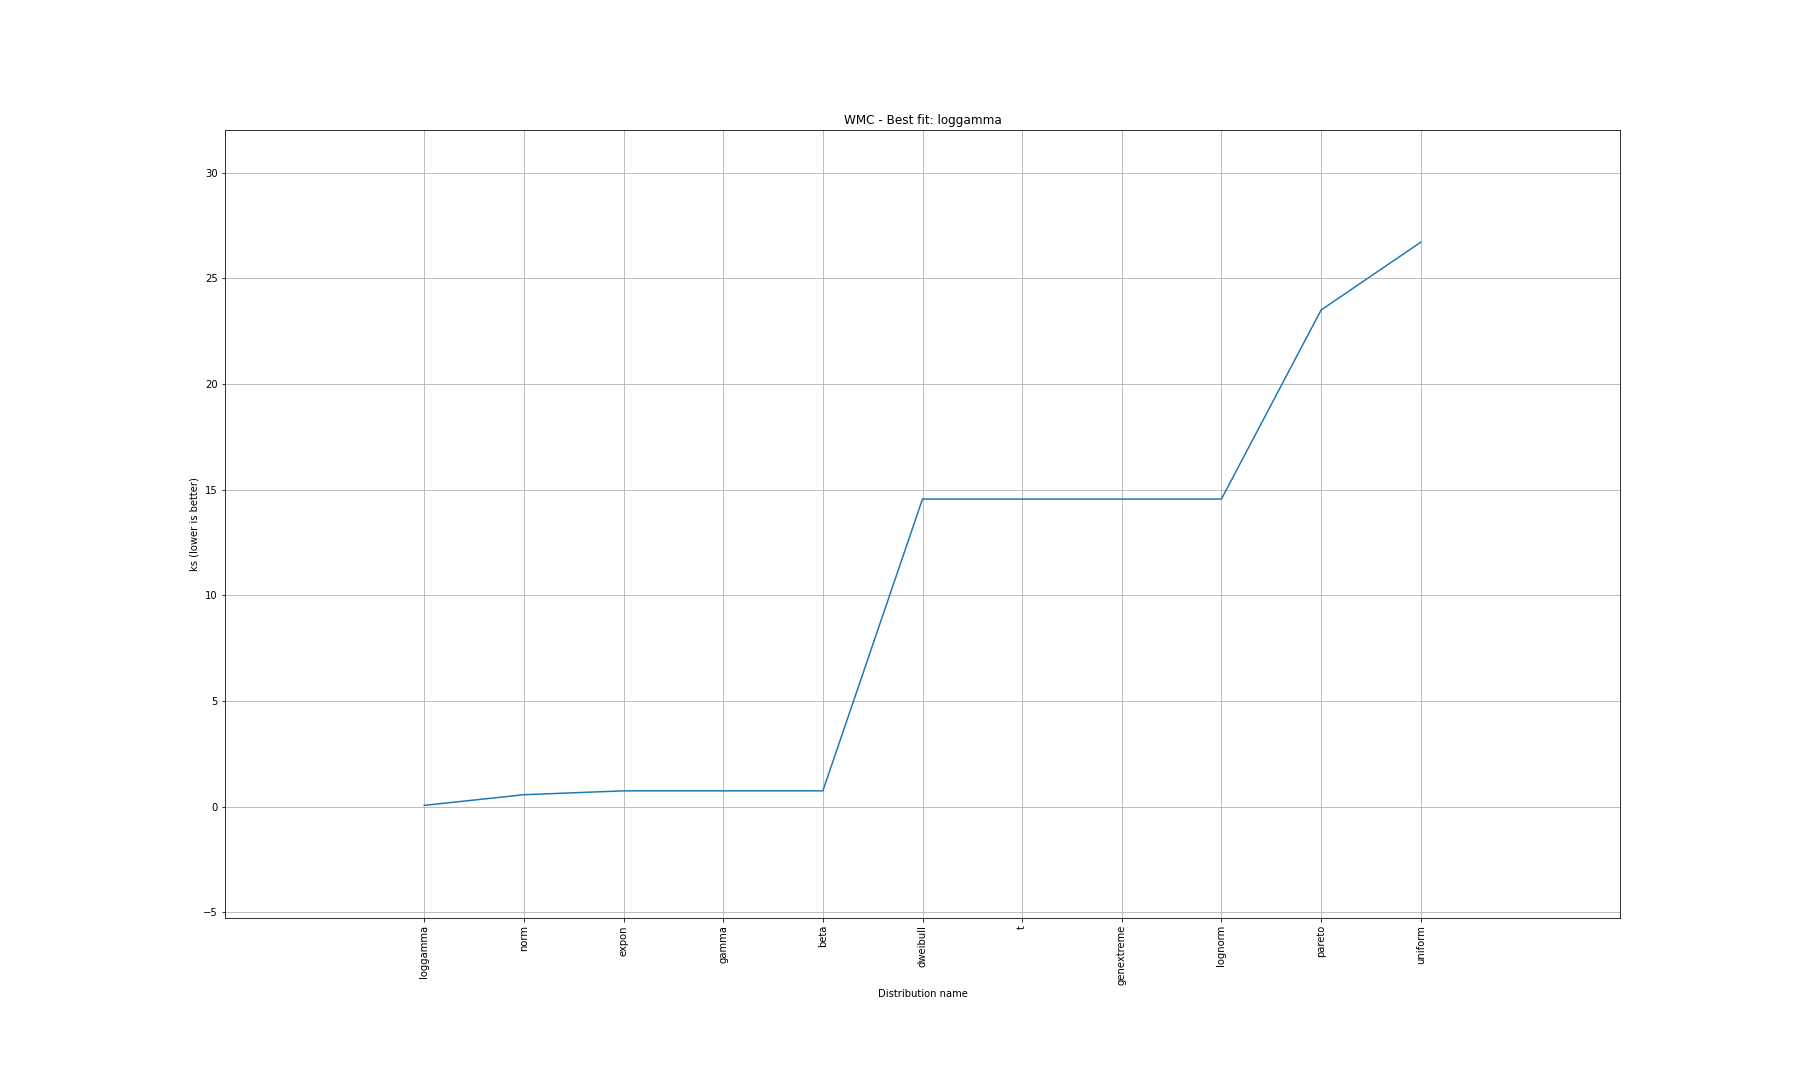 WMC - Best fit: loggamma
30
25
20
15
10
5
0
−5
ks (lower is better)
loggamma
norm
expon
gamma
beta
dweibull
t
genextreme
lognorm
pareto
uniform
Distribution name